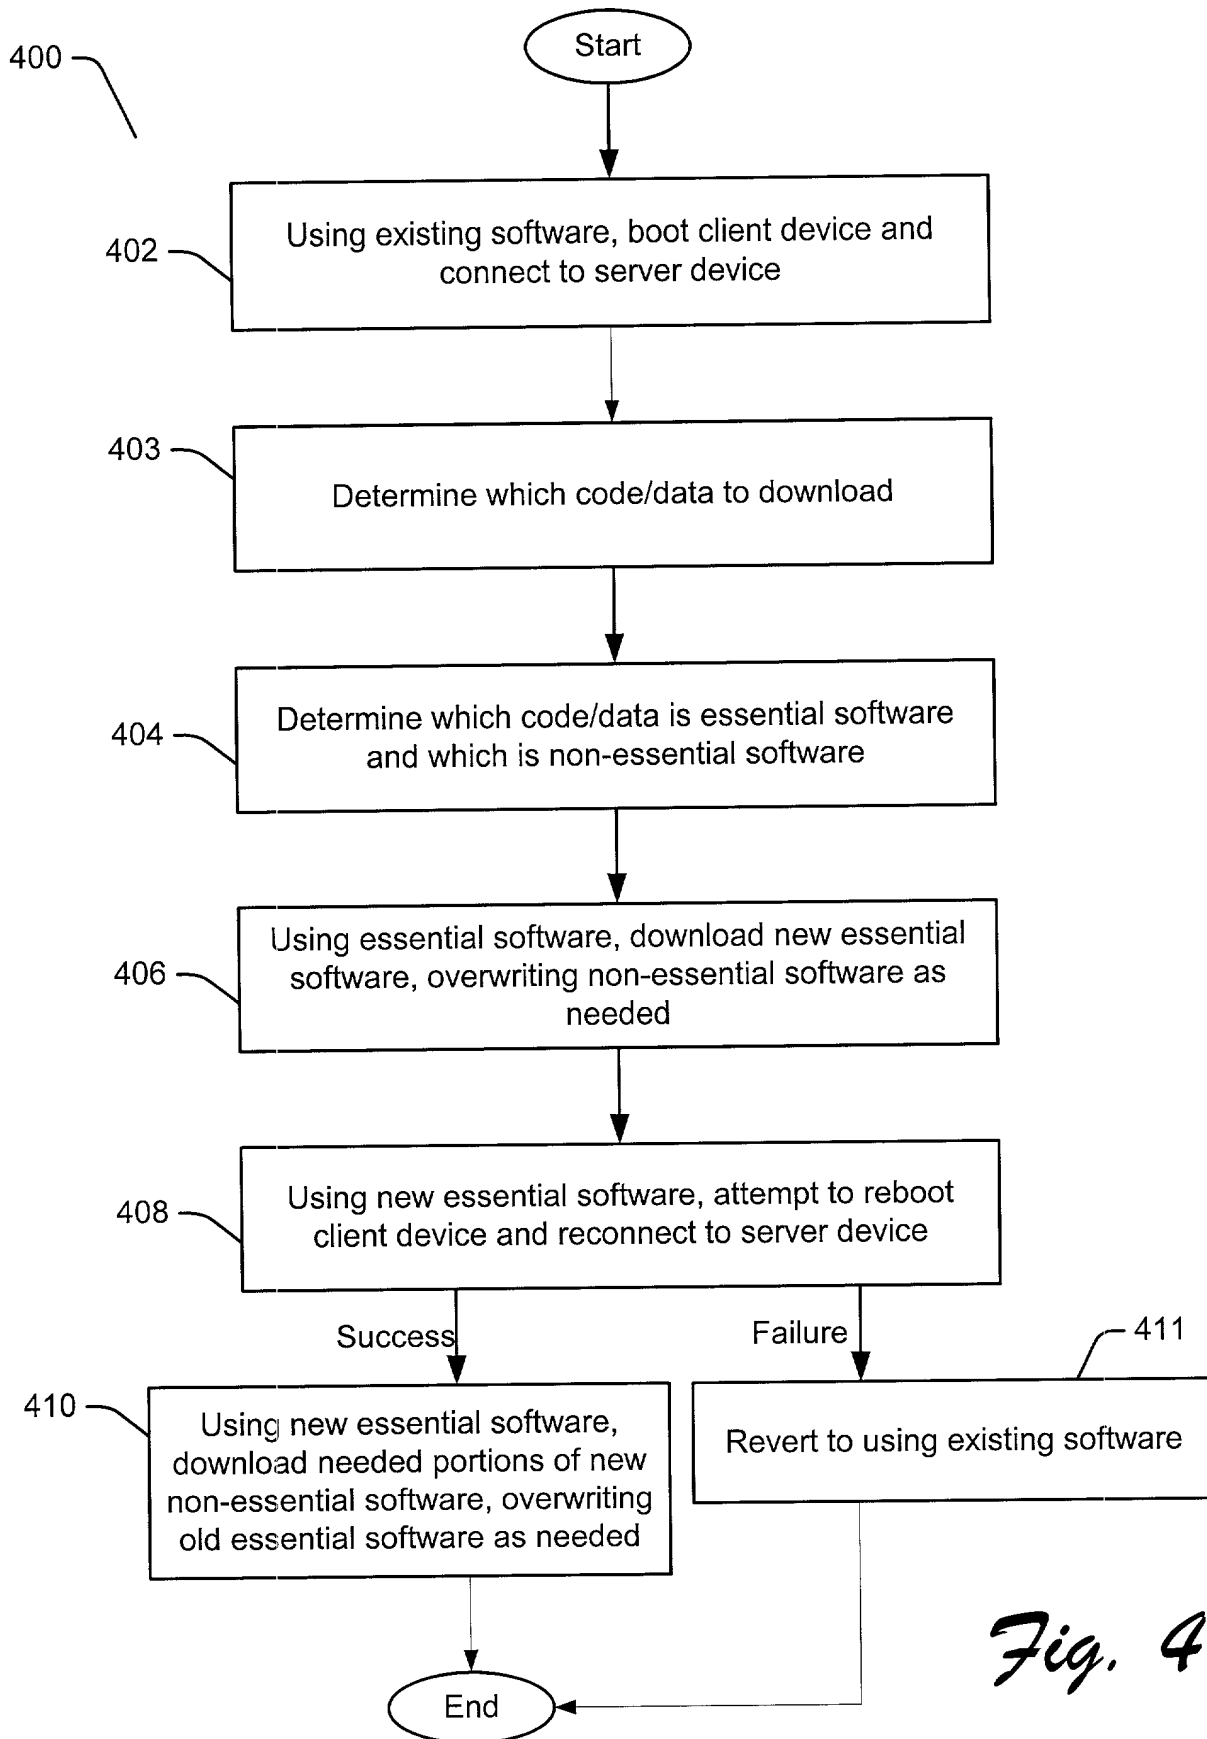 400
Start
402
Using existing software, boot client device and
connect to server device
403
Determine which code/data to download
404
Determine which code/data is essential software
and which is non-essential software
406
Using essential software, download new essential
software, overwriting non-essential software as
needed
408
Using new essential software, attempt to reboot
client device and reconnect to server device
Success
Failure
411
410
Using new essential software,
download needed portions of new
non-essential software, overwriting
old essential software as needed
Revert to using existing software
End
Fig. 4